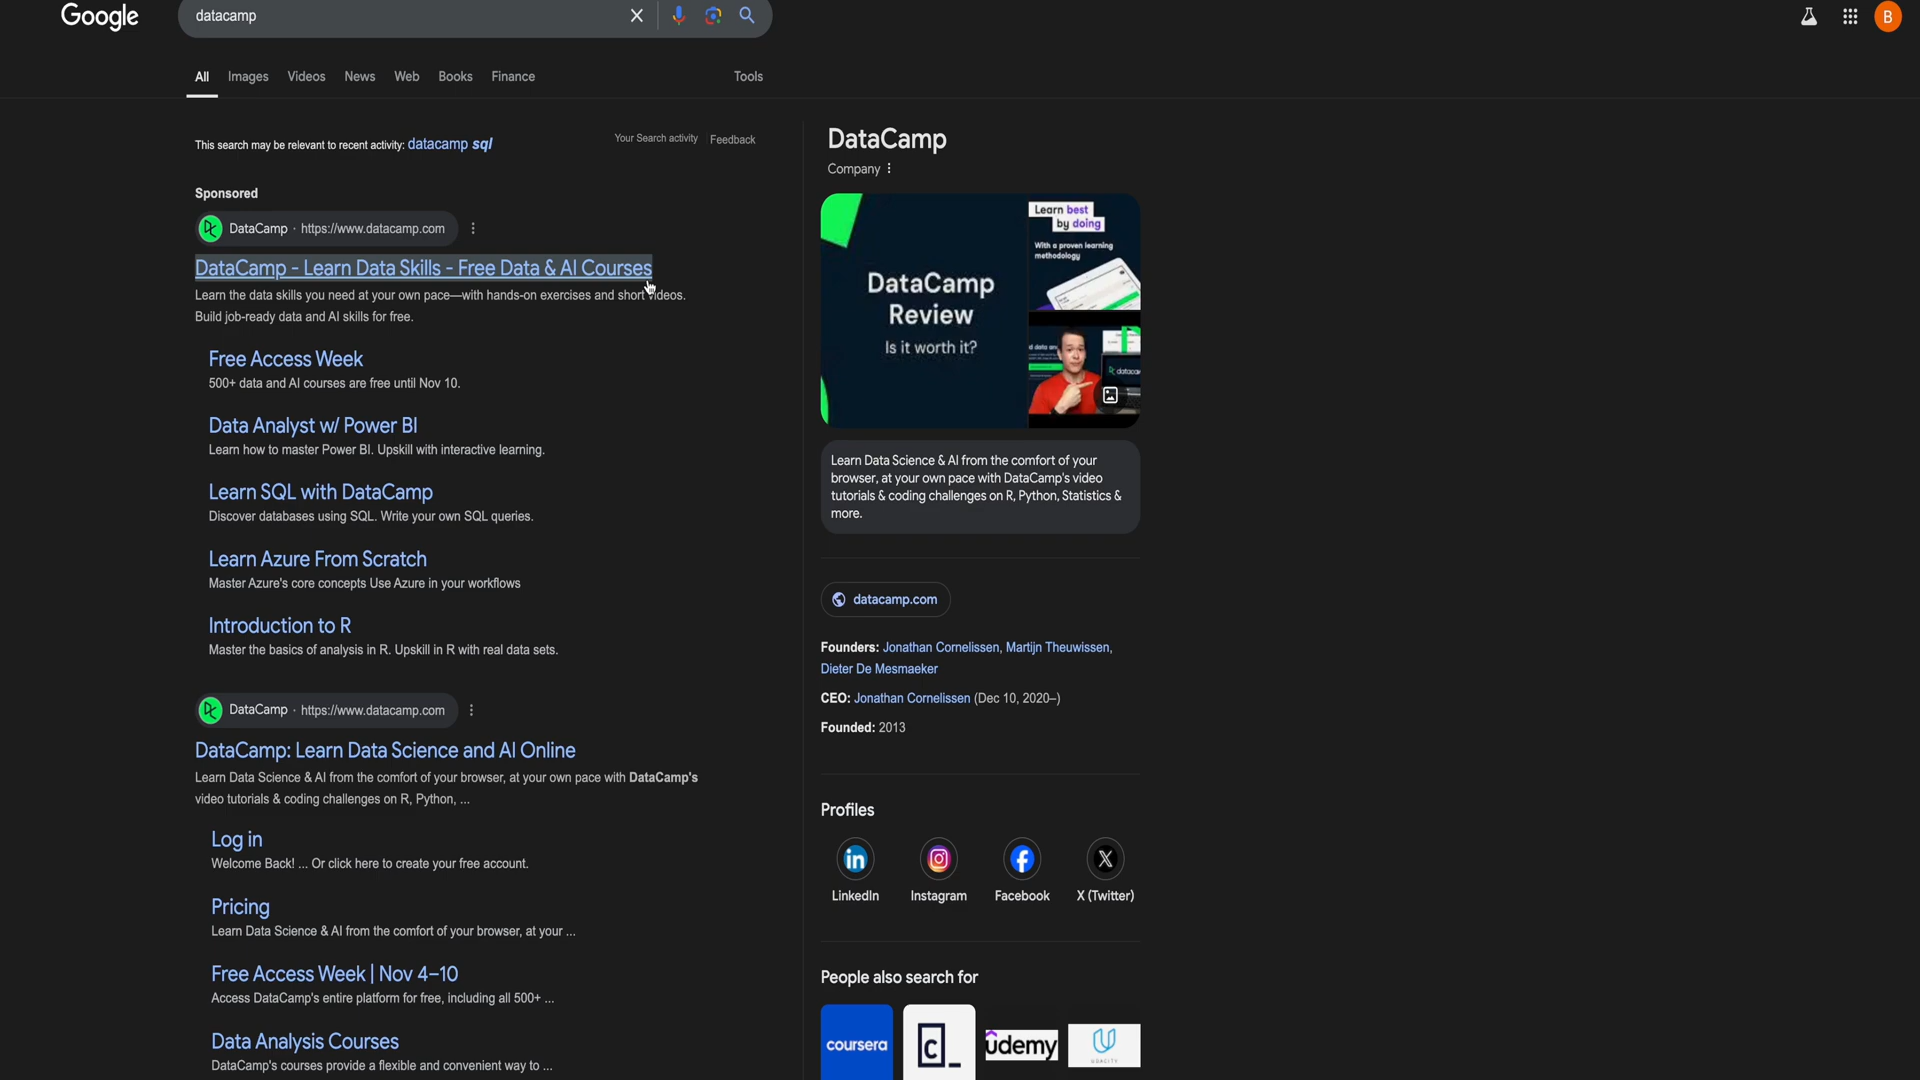 Google
datacamp
B
All Images Videos News Web Books Finance Tools
This search may be relevant to recent activity: datacamp sql
Your Search activity Feedback
Sponsored
DataCamp · https://www.datacamp.com
DataCamp - Learn Data Skills - Free Data & AI Courses
Learn the data skills you need at your own pace—with hands-on exercises and short videos.
Build job-ready data and AI skills for free.
Free Access Week
500+ data and AI courses are free until Nov 10.
Data Analyst w/ Power BI
Learn how to master Power BI. Upskill with interactive learning.
Learn SQL with DataCamp
Discover databases using SQL. Write your own SQL queries.
Learn Azure From Scratch
Master Azure's core concepts Use Azure in your workflows
Introduction to R
Master the basics of analysis in R. Upskill in R with real data sets.
DataCamp · https://www.datacamp.com
DataCamp: Learn Data Science and AI Online
Learn Data Science & AI from the comfort of your browser, at your own pace with DataCamp's
video tutorials & coding challenges on R, Python, ...
Log in
Welcome Back! ... Or click here to create your free account.
Pricing
Learn Data Science & AI from the comfort of your browser, at your ...
Free Access Week | Nov 4–10
Access DataCamp's entire platform for free, including all 500+ ...
Data Analysis Courses
DataCamp's courses provide a flexible and convenient way to ...
DataCamp
Company
DataCamp
Review
Is it worth it?
Learn best
by doing
With a proven learning
methodology
Learn Data Science & AI from the comfort of your
browser, at your own pace with DataCamp's video
tutorials & coding challenges on R, Python, Statistics &
more.
datacamp.com
Founders: Jonathan Cornelissen, Martijn Theuwissen,
Dieter De Mesmaeker
CEO: Jonathan Cornelissen (Dec 10, 2020–)
Founded: 2013
Profiles
LinkedIn Instagram Facebook X (Twitter)
People also search for
coursera
udemy
UDACITY